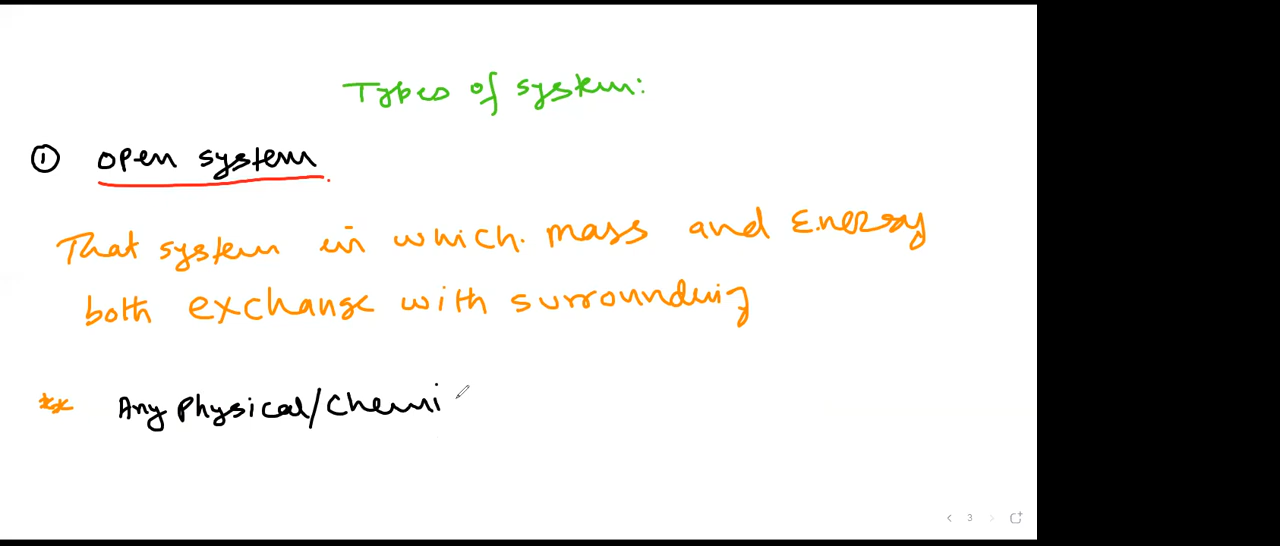 Types of system:
① open system.
That system in which. mass and Energy
both exchange with surrounding
** Any physical/Chemi
3